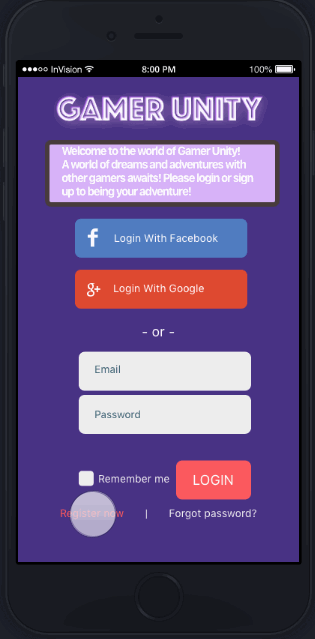 InVision 8:00 PM 100%
GAMER UNITY
Welcome to the world of Gamer Unity!
A world of dreams and adventures with
other gamers awaits! Please login or sign
up to being your adventure!
f Login With Facebook
g+ Login With Google
- or -
Email
Password
Remember me LOGIN
Register now | Forgot password?